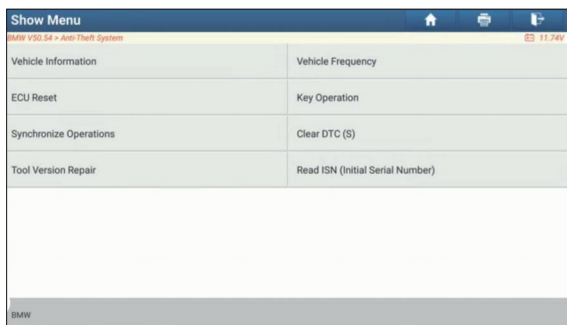 Show Menu
BMW V50.54 > Anti-Theft System
11.74V
Vehicle Information
Vehicle Frequency
ECU Reset
Key Operation
Synchronize Operations
Clear DTC (S)
Tool Version Repair
Read ISN (Initial Serial Number)
BMW